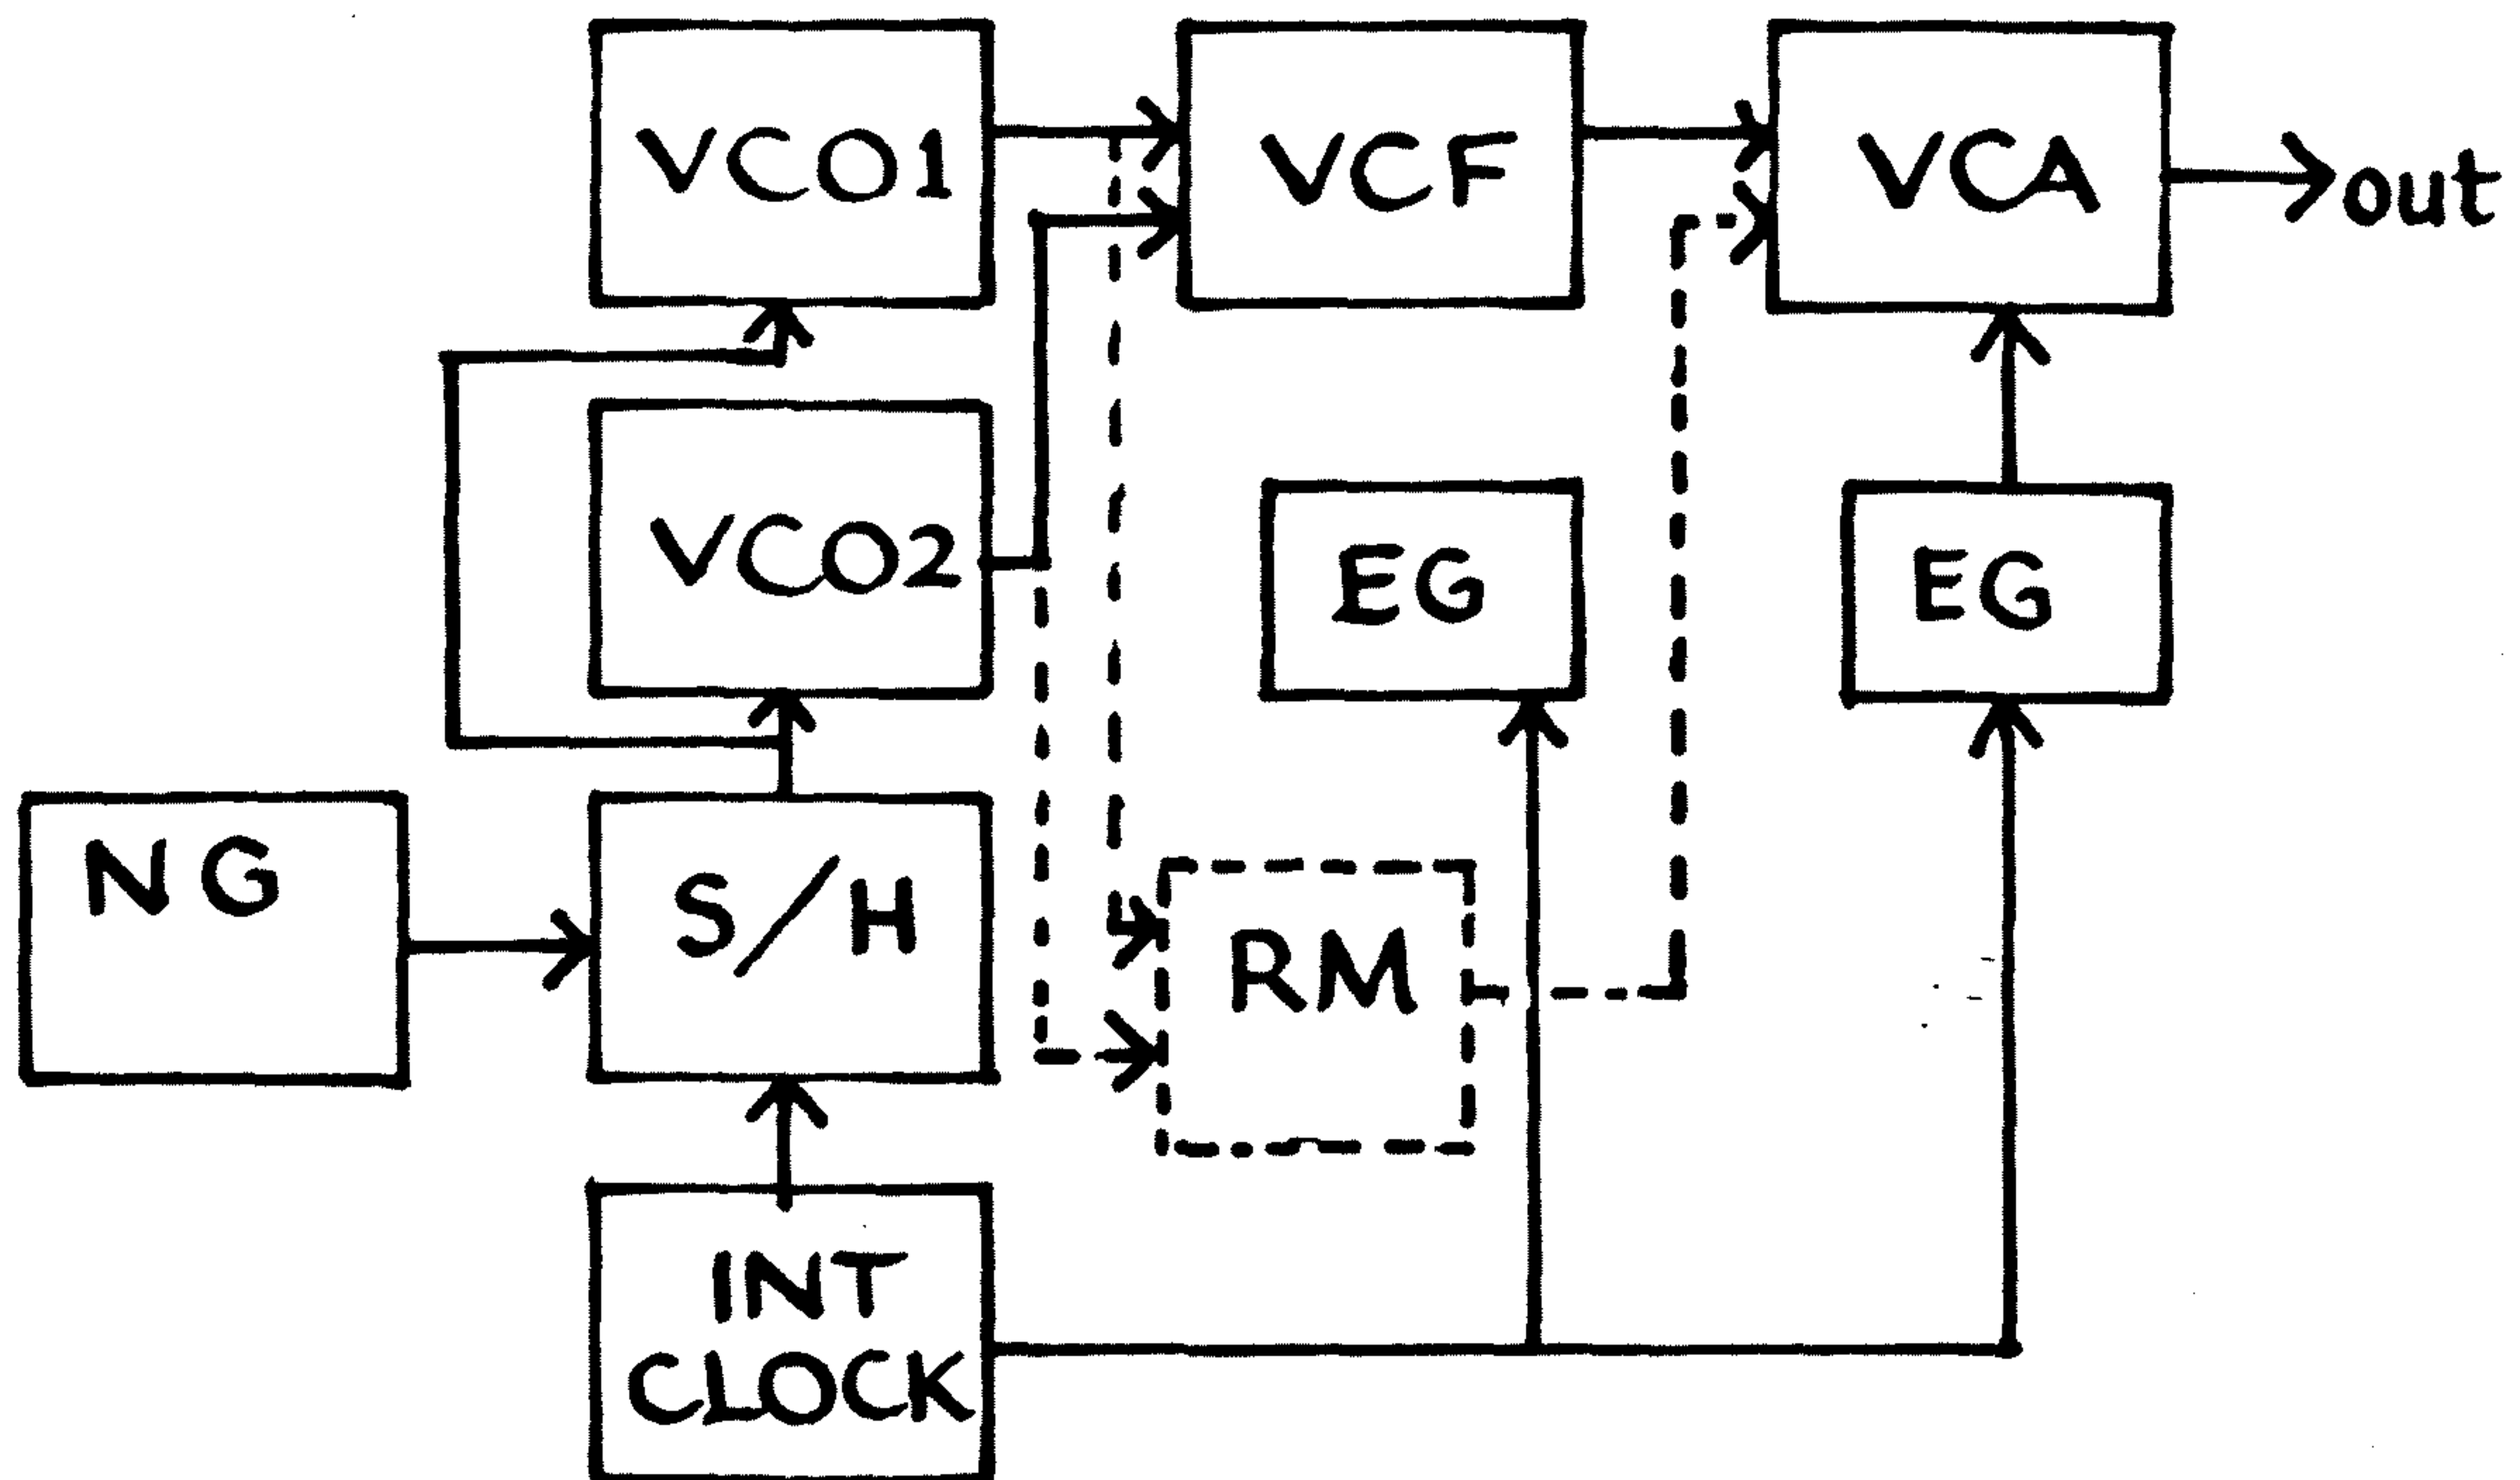 VCO1
VCF
VCA
out
VCO2
EG
EG
NG
S/H
RM
INT
CLOCK